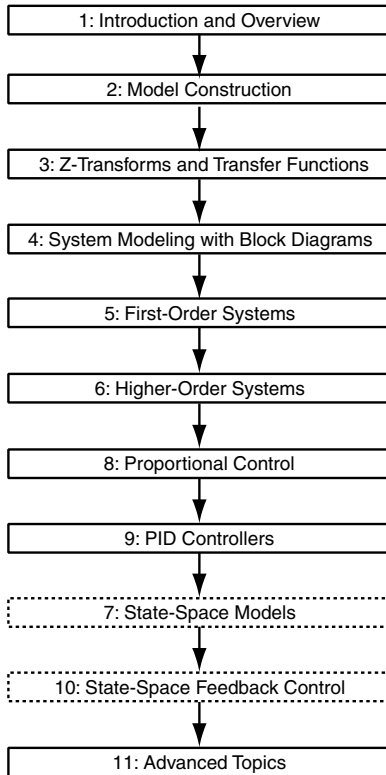 1: Introduction and Overview
2: Model Construction
3: Z-Transforms and Transfer Functions
4: System Modeling with Block Diagrams
5: First-Order Systems
6: Higher-Order Systems
8: Proportional Control
9: PID Controllers
7: State-Space Models
10: State-Space Feedback Control
11: Advanced Topics